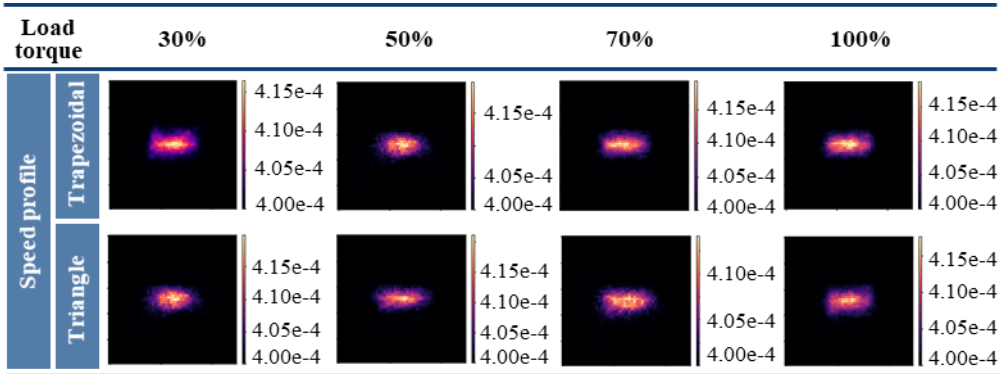 Load
torque
30%
50%
70%
100%
Speed profile
Trapezoidal
4.15e-4
4.10e-4
4.05e-4
4.00e-4
4.15e-4
4.05e-4
4.00e-4
4.15e-4
4.10e-4
4.05e-4
4.00e-4
4.15e-4
4.10e-4
4.05e-4
4.00e-4
Triangle
4.15e-4
4.10e-4
4.05e-4
4.00e-4
4.15e-4
4.10e-4
4.05e-4
4.00e-4
4.10e-4
4.05e-4
4.00e-4
4.15e-4
4.10e-4
4.05e-4
4.00e-4